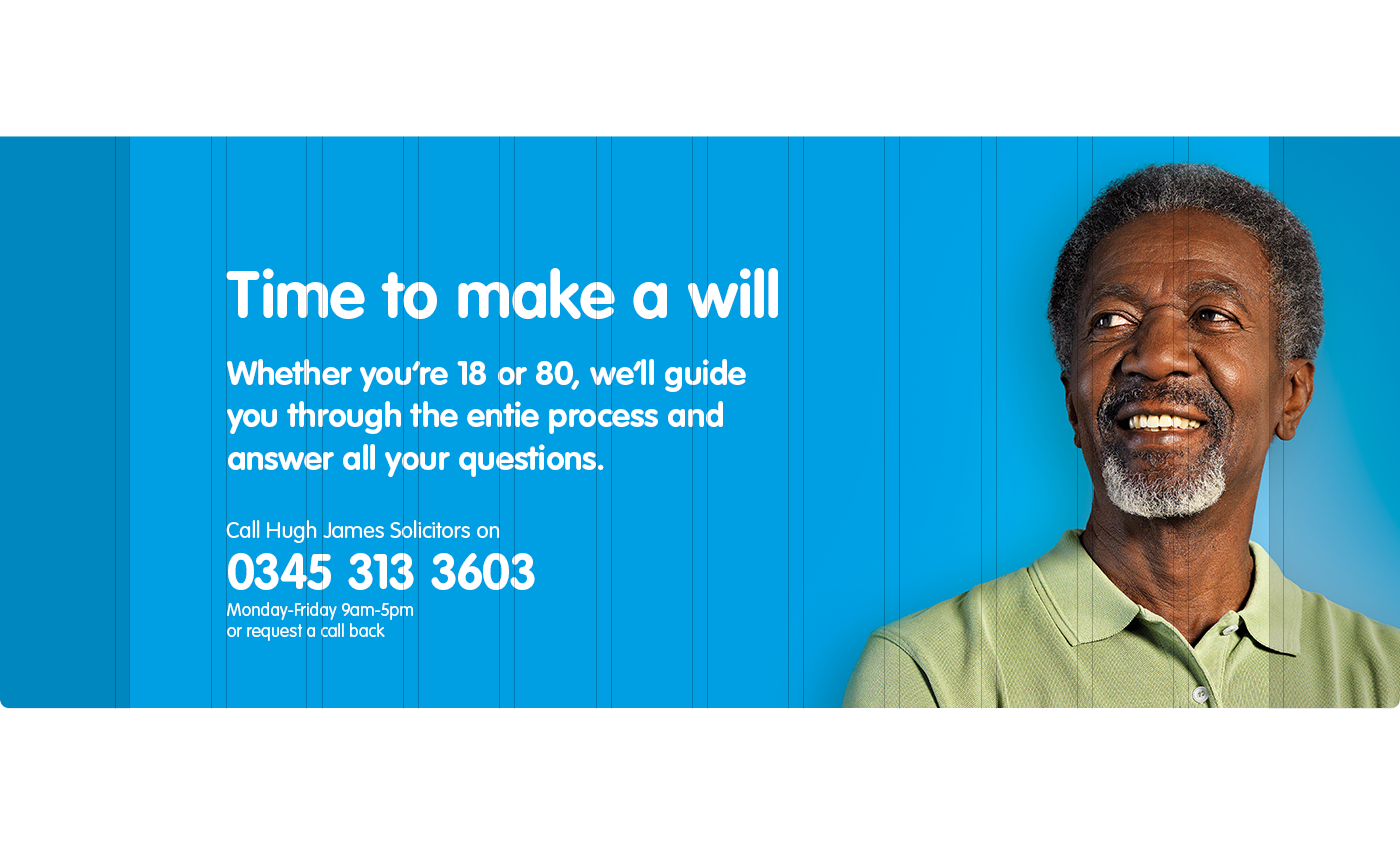 Time to make a will
Whether you're 18 or 80, we'll guide
you through the entie process and
answer all your questions.
Call Hugh James Solicitors on
0345 313 3603
Monday-Friday 9am-5pm
or request a call back